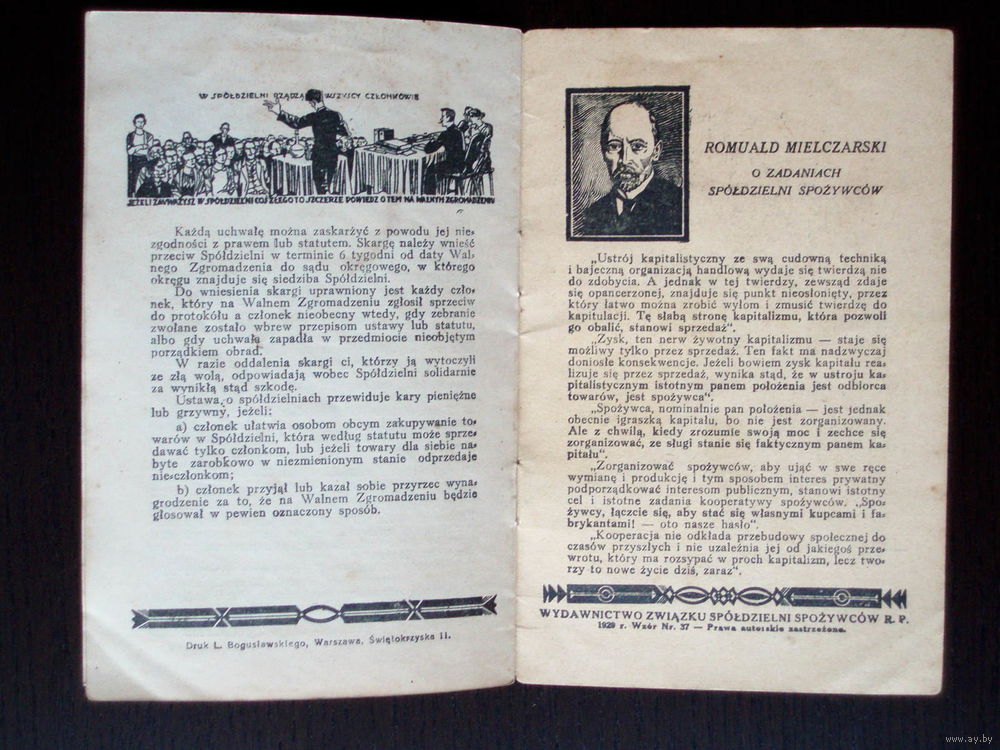 W SPÓŁDZIELNI RZĄDZĄ WSZYSCY CZŁONKOWIE
JEŻELI ZAUWAŻYSZ W SPÓŁDZIELNI COŚ ZŁEGO TO SZCZERZE POWIEDZ O TEM NA WALNYM ZGROMADZENIU
Każdą uchwałę można zaskarżyć z powodu jej nie-
zgodności z prawem lub statutem. Skargę należy wnieść
przeciw Spółdzielni w terminie 6 tygodni od daty Wal-
nego Zgromadzenia do sądu okręgowego, w którego
okręgu znajduje się siedziba Spółdzielni.
Do wniesienia skargi uprawniony jest każdy czło-
nek, który na Walnem Zgromadzeniu zgłosił sprzeciw
do protokółu a członek nieobecny wtedy, gdy zebranie
zwołane zostało wbrew przepisom ustawy lub statutu,
albo gdy uchwała zapadła w przedmiocie nieobjętym
porządkiem obrad.
W razie oddalenia skargi ci, którzy ją wytoczyli
ze złą wolą, odpowiadają wobec Spółdzielni solidarnie
za wynikłą stąd szkodę.
Ustawa o spółdzielniach przewiduje kary pieniężne
lub grzywny, jeżeli:
a) członek ułatwia osobom obcym zakupywanie to-
warów w Spółdzielni, która według statutu może sprze-
dawać tylko członkom, lub jeżeli towary dla siebie na-
byte zarobkowo w niezmienionym stanie odprzedaje
nieczłonkom;
b) członek przyjął lub kazał sobie przyrzec wyna-
grodzenie za to, że na Walnem Zgromadzeniu będzie
głosował w pewien oznaczony sposób.
Druk L. Bogusławskiego, Warszawa, Świętokrzyska 11.
ROMUALD MIELCZARSKI
O ZADANIACH
SPÓŁDZIELNI SPOŻYWCÓW
„Ustrój kapitalistyczny ze swą cudowną techniką
i bajeczną organizacją handlową wydaje się twierdzą nie
do zdobycia. A jednak w tej twierdzy, zewsząd zdaje
się opancerzonej, znajduje się punkt nieosłonięty, przez
który łatwo można zrobić wyłom i zmusić twierdzę do
kapitulacji. Tę słabą stronę kapitalizmu, która pozwoli
go obalić, stanowi sprzedaż“.
„Zysk, ten nerw żywotny kapitalizmu — staje się
możliwy tylko przez sprzedaż. Ten fakt ma nadzwyczaj
doniosłe konsekwencje. Jeżeli bowiem zysk kapitału rea-
lizuje się przez sprzedaż, wynika stąd, że w ustroju ka-
pitalistycznym istotnym panem położenia jest odbiorca
towarów, jest spożywca“.
„Spożywca, nominalnie pan położenia — jest jednak
obecnie igraszką kapitału, bo nie jest zorganizowany.
Ale z chwilą, kiedy zrozumie swoją moc i zechce się
zorganizować, ze sługi stanie się faktycznym panem ka-
pitału“.
„Zorganizować spożywców, aby ująć w swe ręce
wymianę i produkcję i tym sposobem interes prywatny
podporządkować interesom publicznym, stanowi istotny
cel i istotne zadania kooperatywy spożywców. „Spo-
żywcy, łączcie się, aby stać się własnymi kupcami i fa-
brykantami! — oto nasze hasło“.
„Kooperacja nie odkłada przebudowy społecznej do
czasów przyszłych i nie uzależnia jej od jakiegoś prze-
wrotu, który ma rozsypać w proch kapitalizm, lecz two-
rzy to nowe życie dziś, zaraz“.
WYDAWNICTWO ZWIĄZKU SPÓŁDZIELNI SPOŻYWCÓW R. P.
1929 r. Wzór Nr. 37 — Prawa autorskie zastrzeżone.
www.ay.by